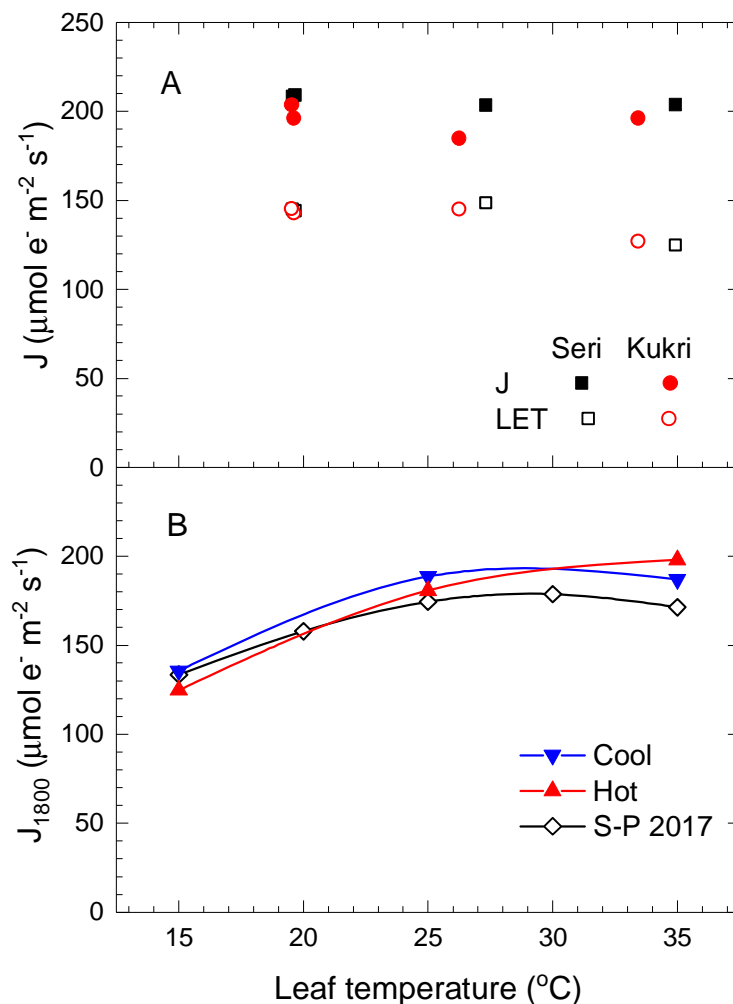 250
A
200
150
100
50
0
J (μmol e⁻ m⁻² s⁻¹)
Seri Kukri
J
LET
B
200
150
100
50
0
J₁₈₀₀ (μmol e⁻ m⁻² s⁻¹)
Cool
Hot
S-P 2017
15 20 25 30 35
Leaf temperature (°C)